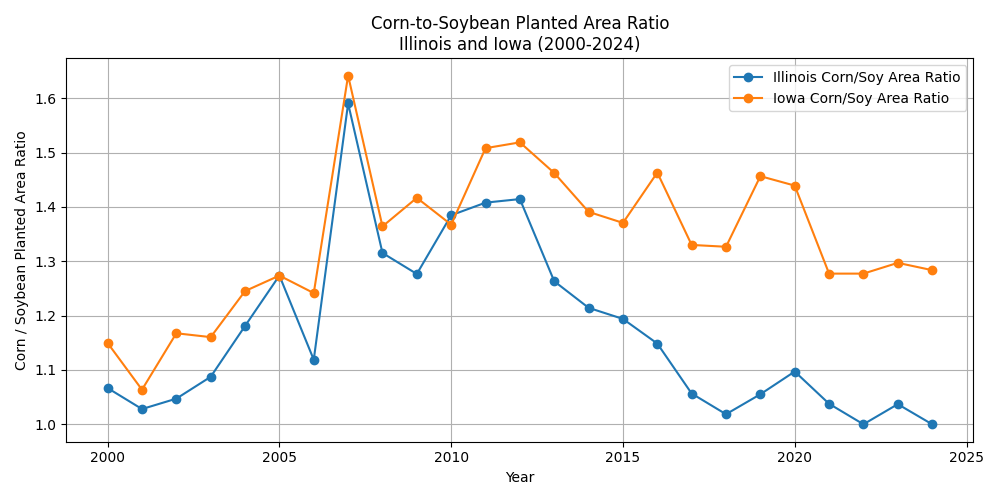 Corn-to-Soybean Planted Area Ratio
Illinois and Iowa (2000-2024)
Illinois Corn/Soy Area Ratio
Iowa Corn/Soy Area Ratio
Corn / Soybean Planted Area Ratio
1.6
1.5
1.4
1.3
1.2
1.1
1.0
2000 2005 2010 2015 2020 2025
Year